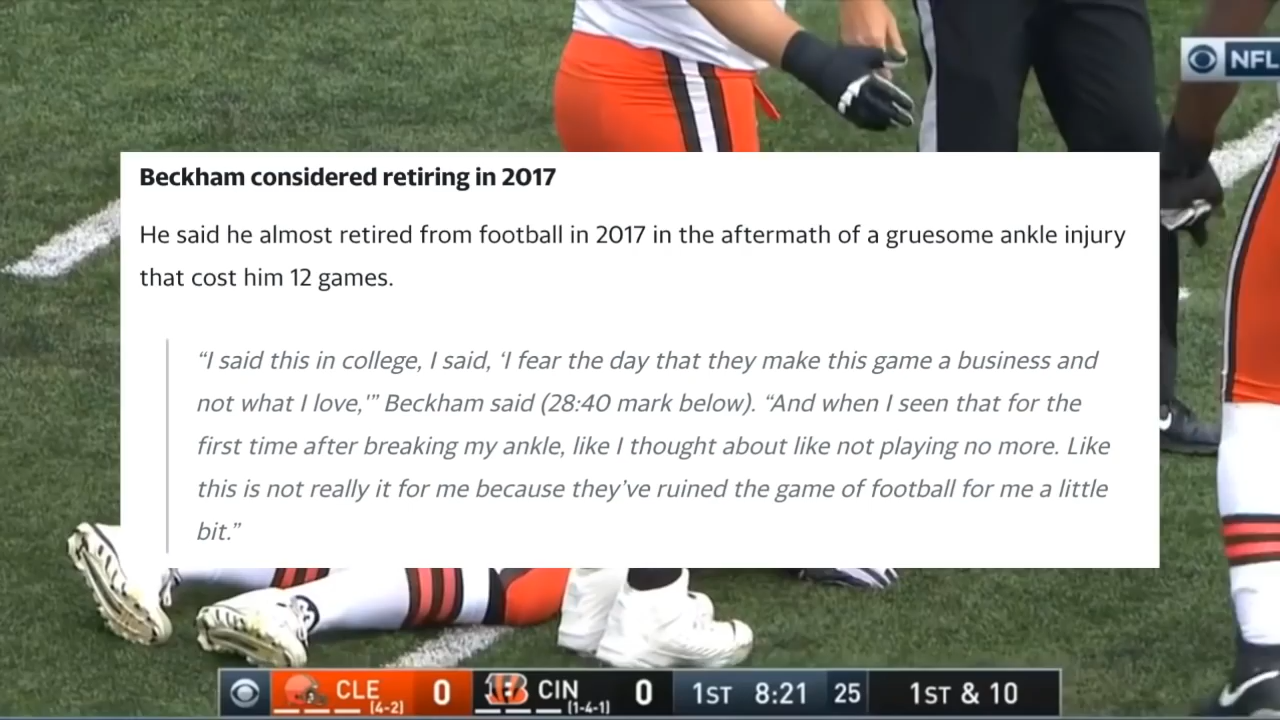 NFL
Beckham considered retiring in 2017
He said he almost retired from football in 2017 in the aftermath of a gruesome ankle injury
that cost him 12 games.
“I said this in college, I said, ‘I fear the day that they make this game a business and
not what I love,'” Beckham said (28:40 mark below). “And when I seen that for the
first time after breaking my ankle, like I thought about like not playing no more. Like
this is not really it for me because they’ve ruined the game of football for me a little
bit.”
CLE (4-2) 0 CIN (1-4-1) 0 1ST 8:21 25 1ST & 10